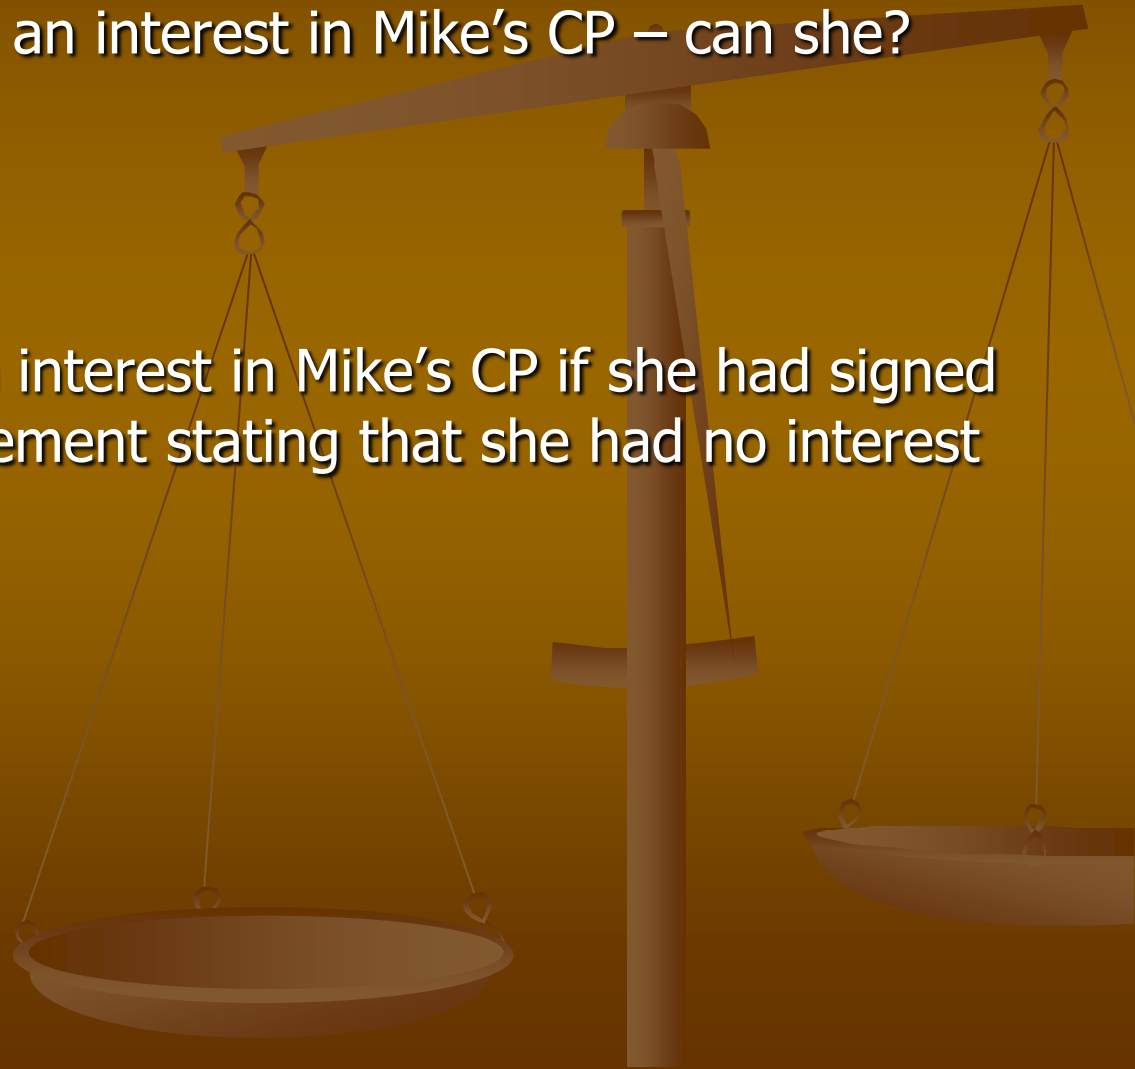 an interest in Mike’s CP – can she?
interest in Mike’s CP if she had signed
ement stating that she had no interest